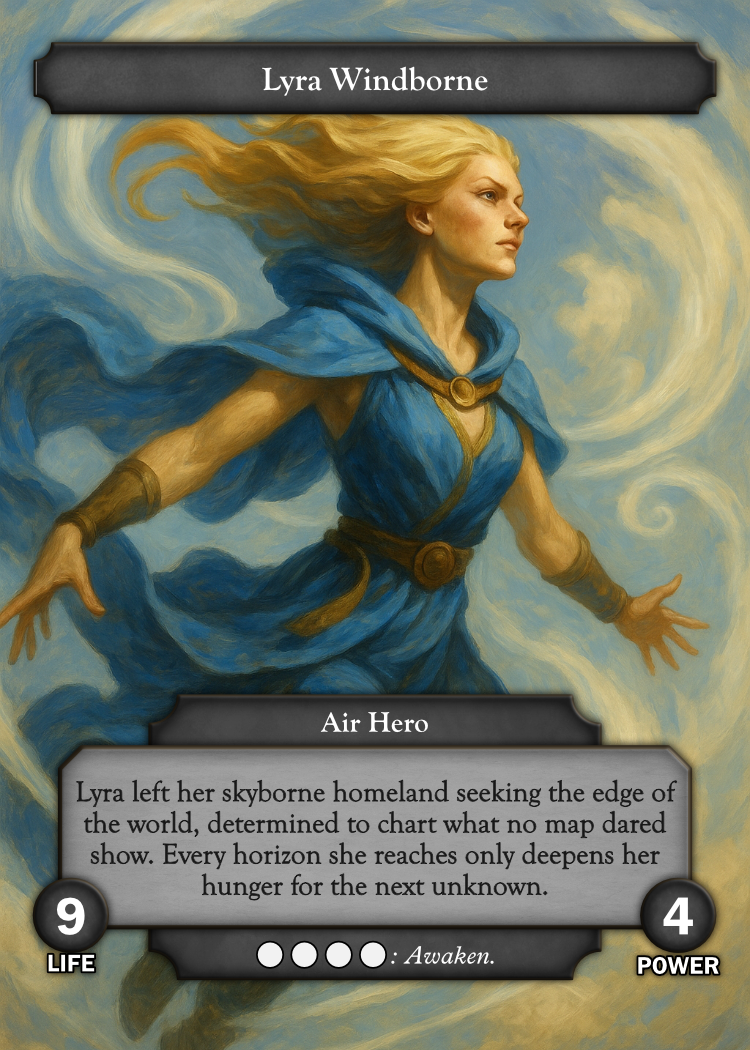 Lyra Windborne
Air Hero
Lyra left her skyborne homeland seeking the edge of
the world, determined to chart what no map dared
show. Every horizon she reaches only deepens her
hunger for the next unknown.
9
LIFE
4
POWER
: Awaken.